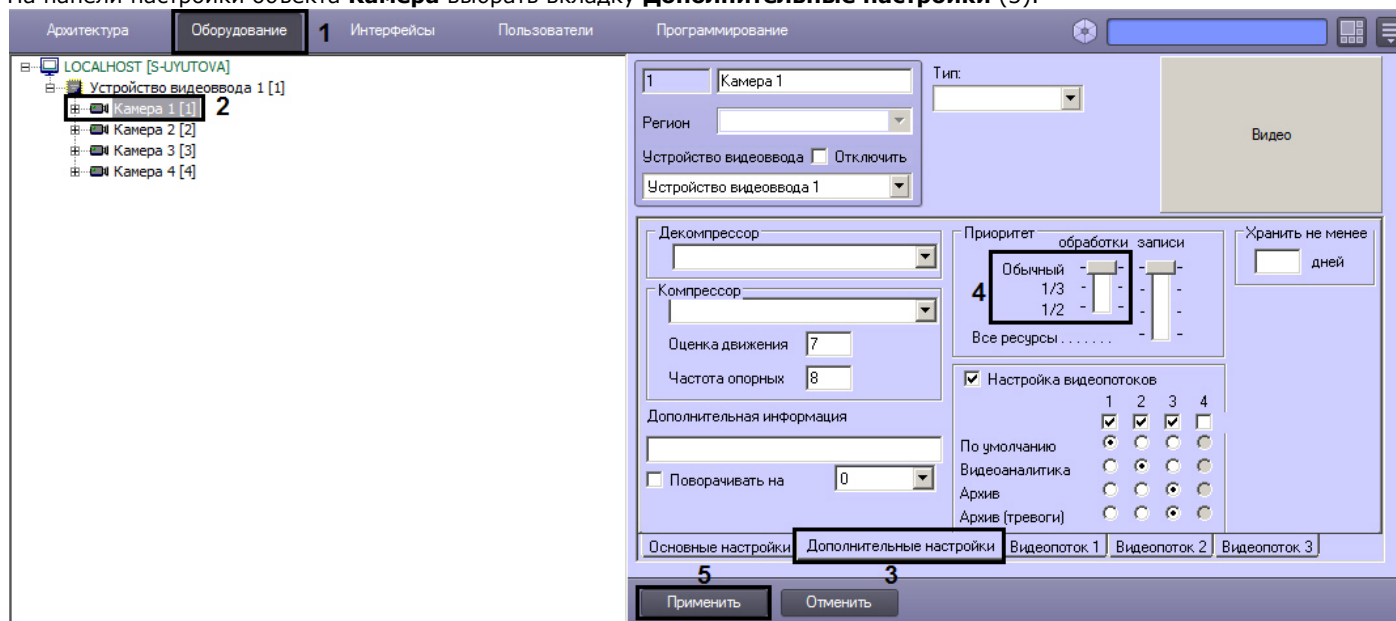 На панели настройки объекта Камера выбрать вкладку Дополнительные настройки (3).
Архитектура Оборудование 1 Интерфейсы Пользователи Программирование
LOCALHOST [S-UYUTOVA]
Устройство видеоввода 1 [1]
Камера 1 [1] 2
Камера 2 [2]
Камера 3 [3]
Камера 4 [4]
1 Камера 1
Тип:
Регион
Устройство видеоввода Отключить
Устройство видеоввода 1
Видео
Декомпрессор
Компрессор
Оценка движения 7
Частота опорных 8
Дополнительная информация
Поворачивать на 0
Приоритет
обработки записи
Обычный
4 1/3
1/2
Все ресурсы . . . . . . .
Хранить не менее
дней
Настройка видеопотоков
1 2 3 4
По умолчанию
Видеоаналитика
Архив
Архив (тревоги)
Основные настройки Дополнительные настройки Видеопоток 1 Видеопоток 2 Видеопоток 3
5 3
Применить Отменить